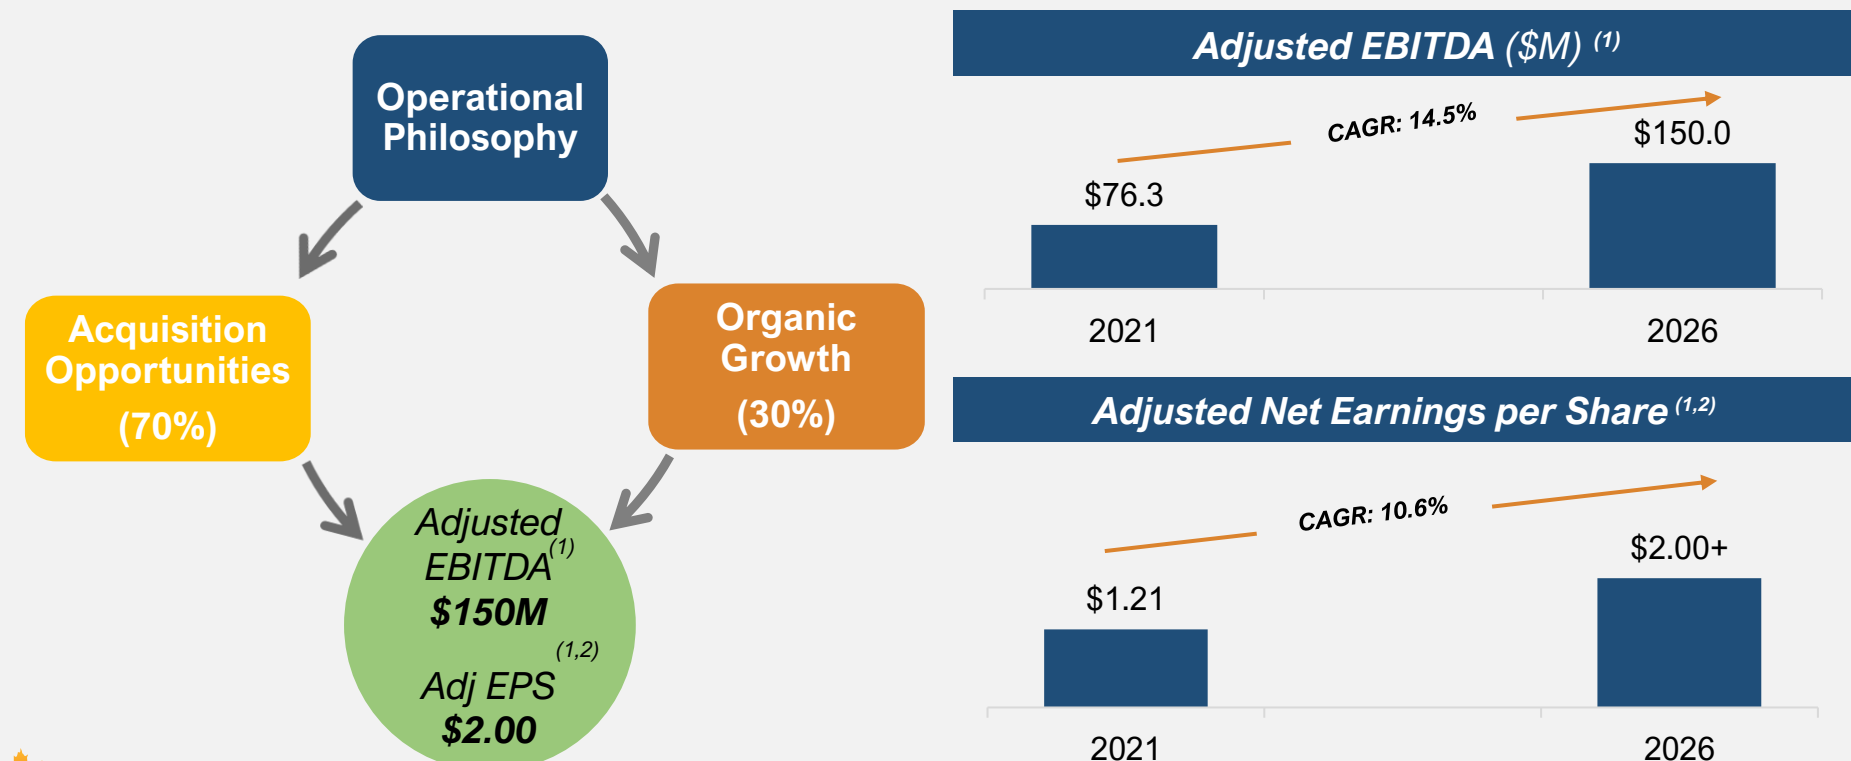 Operational
Philosophy
Acquisition
Opportunities
(70%)
Organic
Growth
(30%)
Adjusted
EBITDA(1)
$150M
(1,2)
Adj EPS
$2.00
Adjusted EBITDA ($M) (1)
CAGR: 14.5%
$150.0
$76.3
2021
2026
Adjusted Net Earnings per Share (1,2)
CAGR: 10.6%
$2.00+
$1.21
2021
2026